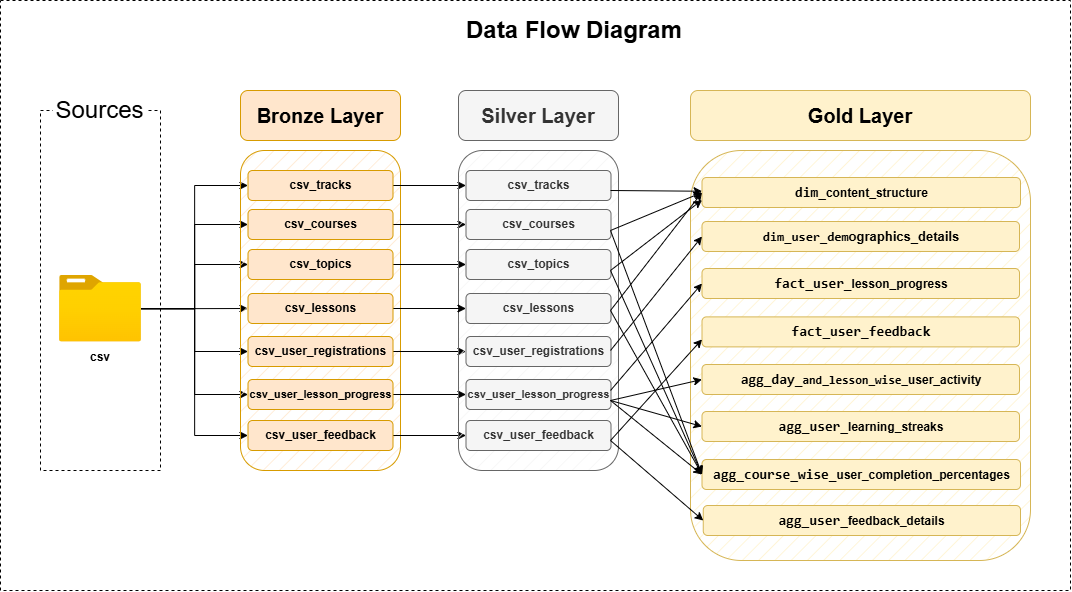 Data Flow Diagram
Sources
csv
Bronze Layer
csv_tracks
csv_courses
csv_topics
csv_lessons
csv_user_registrations
csv_user_lesson_progress
csv_user_feedback
Silver Layer
csv_tracks
csv_courses
csv_topics
csv_lessons
csv_user_registrations
csv_user_lesson_progress
csv_user_feedback
Gold Layer
dim_content_structure
dim_user_demographics_details
fact_user_lesson_progress
fact_user_feedback
agg_day_and_lesson_wise_user_activity
agg_user_learning_streaks
agg_course_wise_user_completion_percentages
agg_user_feedback_details